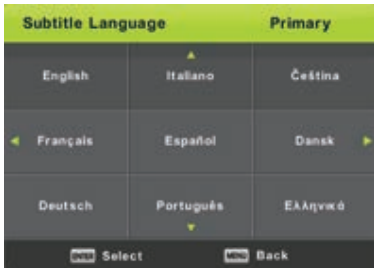 Subtitle Language Primary
English Italiano Čeština
Français Español Dansk
Deutsch Português Ελληνικά
ENTER Select MENU Back